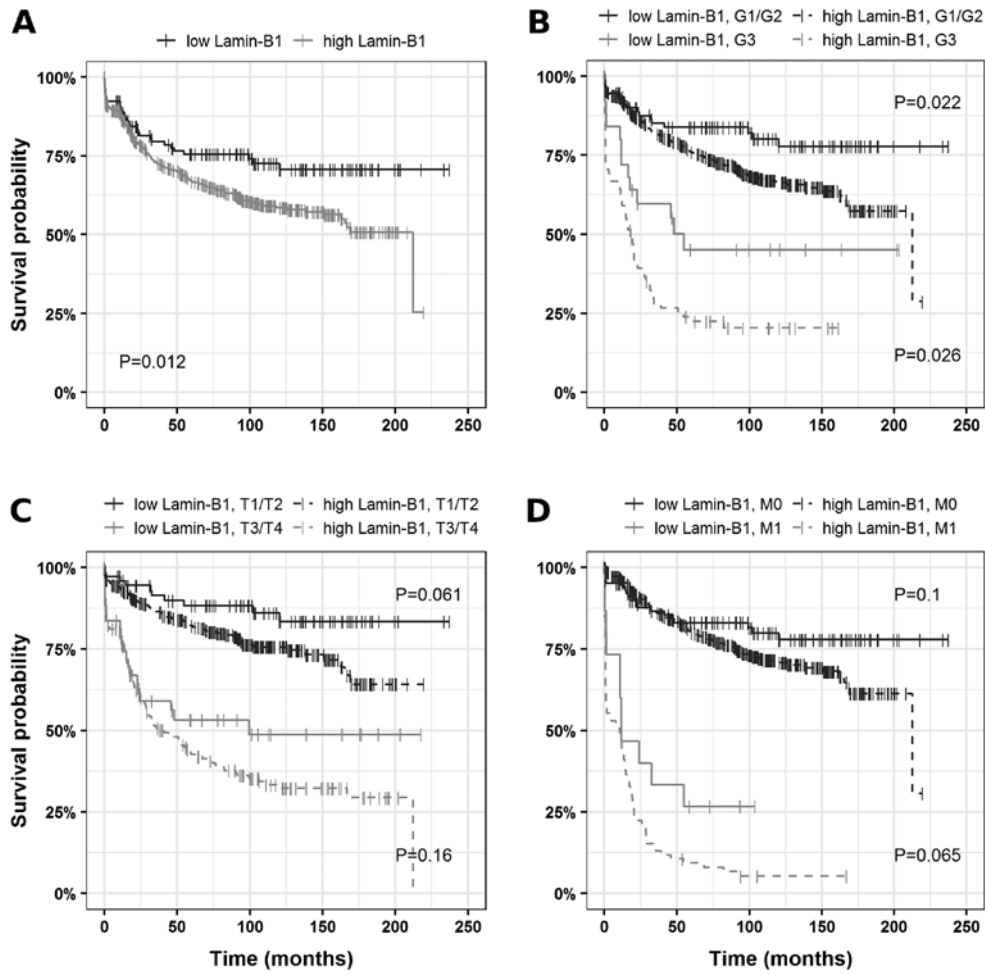 A
low Lamin-B1 high Lamin-B1
Survival probability
100%
75%
50%
25%
0%
P=0.012
0 50 100 150 200 250
B
low Lamin-B1, G1/G2 high Lamin-B1, G1/G2
low Lamin-B1, G3 high Lamin-B1, G3
100%
75%
50%
25%
0%
P=0.022
P=0.026
0 50 100 150 200 250
C
low Lamin-B1, T1/T2 high Lamin-B1, T1/T2
low Lamin-B1, T3/T4 high Lamin-B1, T3/T4
Survival probability
100%
75%
50%
25%
0%
P=0.061
P=0.16
0 50 100 150 200 250
Time (months)
D
low Lamin-B1, M0 high Lamin-B1, M0
low Lamin-B1, M1 high Lamin-B1, M1
100%
75%
50%
25%
0%
P=0.1
P=0.065
0 50 100 150 200 250
Time (months)